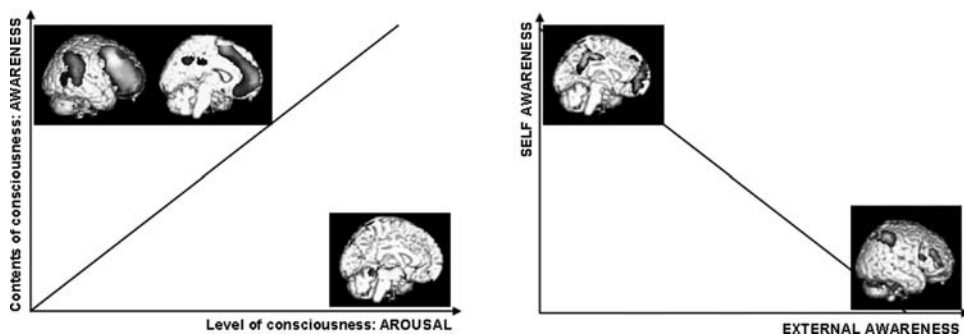 Contents of consciousness: AWARENESS
Level of consciousness: AROUSAL
SELF AWARENESS
EXTERNAL AWARENESS